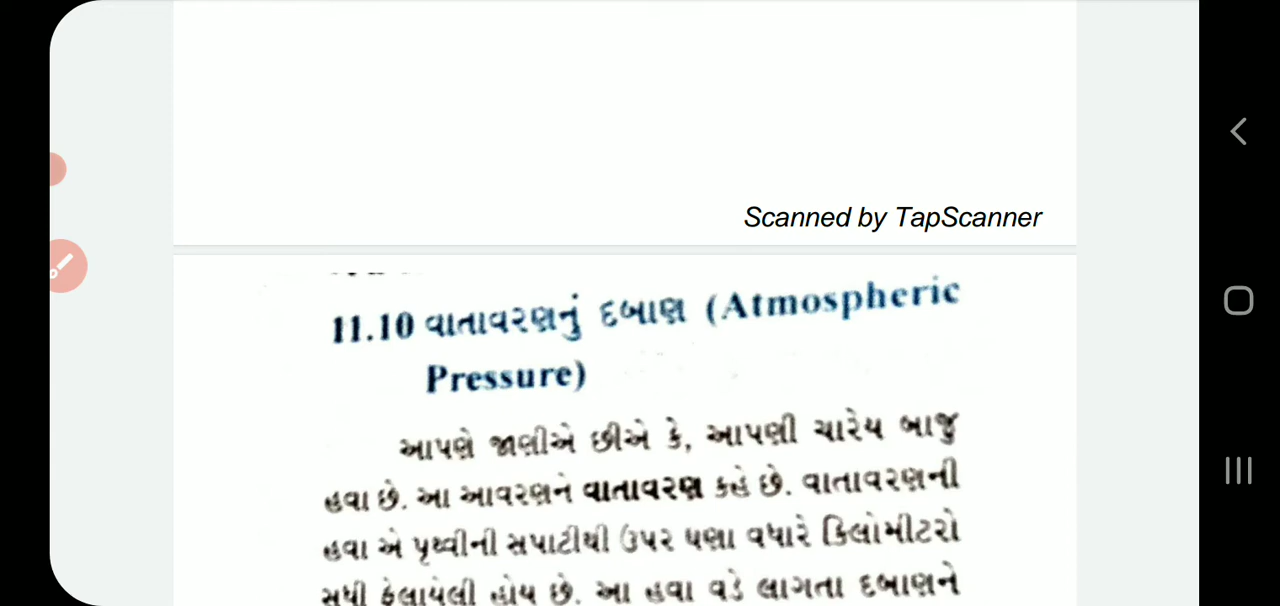 Scanned by TapScanner
11.10 વાતાવરણનું દબાણ (Atmospheric
Pressure)
આપણે જાણીએ છીએ કે, આપણી ચારેય બાજુ
હવા છે. આ આવરણને વાતાવરણ કહે છે. વાતાવરણની
હવા એ પૃથ્વીની સપાટીથી ઉપર ઘણા વધારે કિલોમીટરો
સુધી ફેલાયેલી હોય છે. આ હવા વડે લાગતા દબાણને